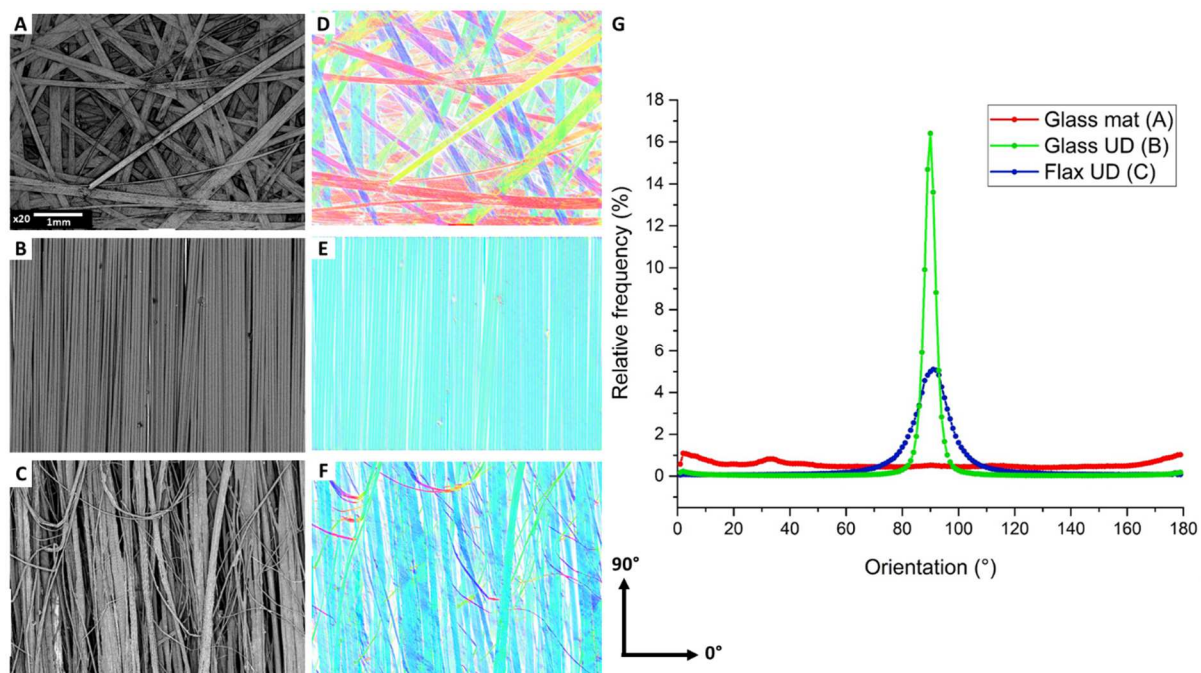 A
D
G
x20
1mm
B
E
C
F
18
16
14
12
10
8
6
4
2
0
Relative frequency (%)
Glass mat (A)
Glass UD (B)
Flax UD (C)
0 20 40 60 80 100 120 140 160 180
Orientation (°)
90°
0°